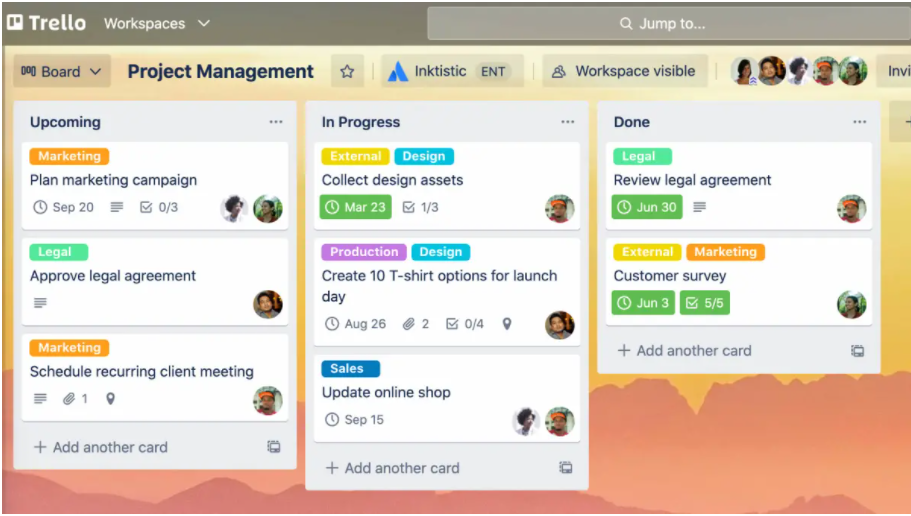 Trello
Workspaces
Jump to...
Board
Project Management
Inktistic ENT
Workspace visible
Invi
Upcoming
Marketing
Plan marketing campaign
Sep 20 0/3
Legal
Approve legal agreement
Marketing
Schedule recurring client meeting
1
+ Add another card
In Progress
External Design
Collect design assets
Mar 23 1/3
Production Design
Create 10 T-shirt options for launch
day
Aug 26 2 0/4
Sales
Update online shop
Sep 15
+ Add another card
Done
Legal
Review legal agreement
Jun 30
External Marketing
Customer survey
Jun 3 5/5
+ Add another card